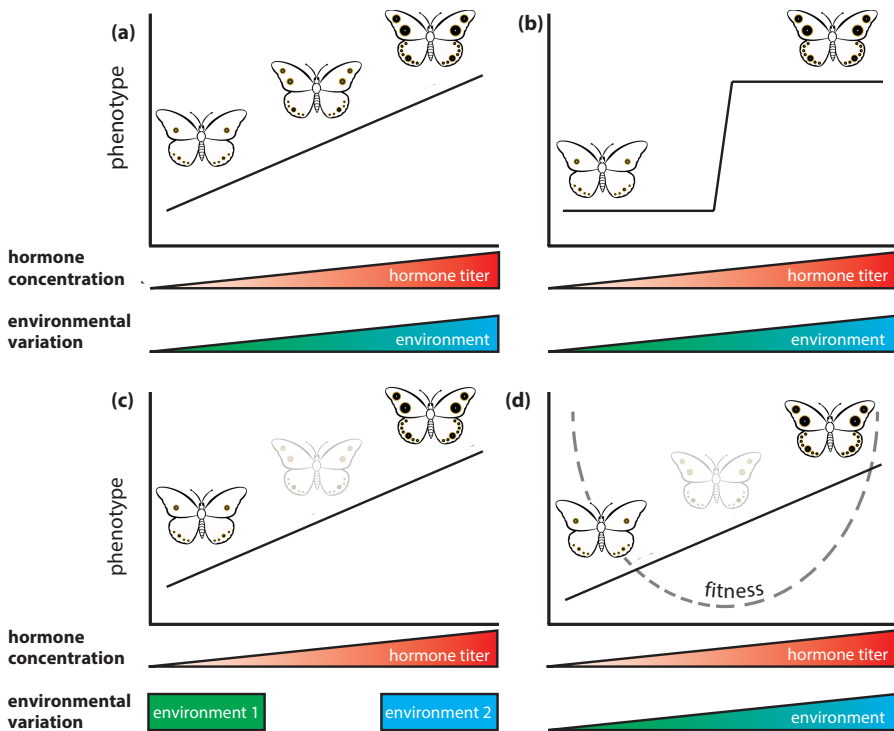 (a)
(b)
phenotype
hormone
concentration
hormone titer
hormone titer
environmental
variation
environment
environment
(c)
(d)
phenotype
fitness
hormone
concentration
hormone titer
hormone titer
environmental
variation
environment 1
environment 2
environment